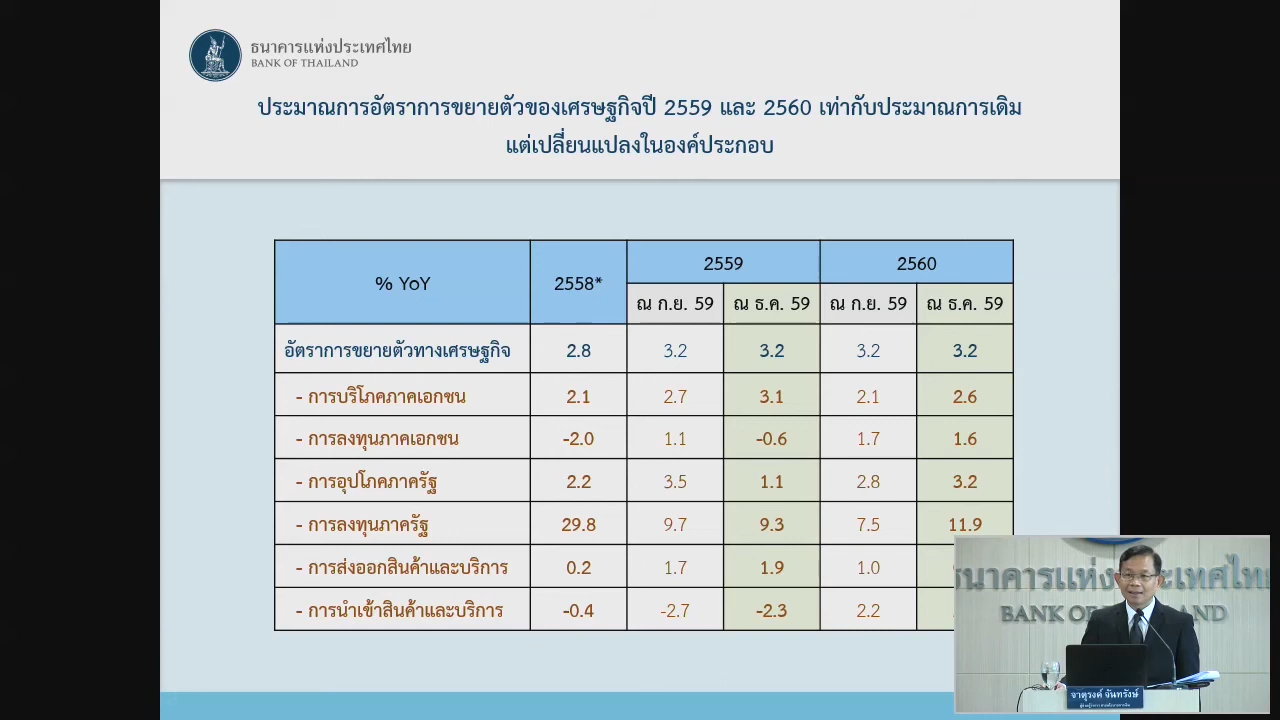 ธนาคารแห่งประเทศไทย
BANK OF THAILAND
ประมาณการอัตราการขยายตัวของเศรษฐกิจปี 2559 และ 2560 เท่ากับประมาณการเดิม
แต่เปลี่ยนแปลงในองค์ประกอบ
% YoY 2558* 2559 2560
ณ ก.ย. 59 ณ ธ.ค. 59 ณ ก.ย. 59 ณ ธ.ค. 59
อัตราการขยายตัวทางเศรษฐกิจ 2.8 3.2 3.2 3.2 3.2
- การบริโภคภาคเอกชน 2.1 2.7 3.1 2.1 2.6
- การลงทุนภาคเอกชน -2.0 1.1 -0.6 1.7 1.6
- การอุปโภคภาครัฐ 2.2 3.5 1.1 2.8 3.2
- การลงทุนภาครัฐ 29.8 9.7 9.3 7.5 11.9
- การส่งออกสินค้าและบริการ 0.2 1.7 1.9 1.0
- การนำเข้าสินค้าและบริการ -0.4 -2.7 -2.3 2.2
ธนาคารแห่งประเทศไทย
BANK OF THAILAND
จาตุรงค์ จันทรังษ์